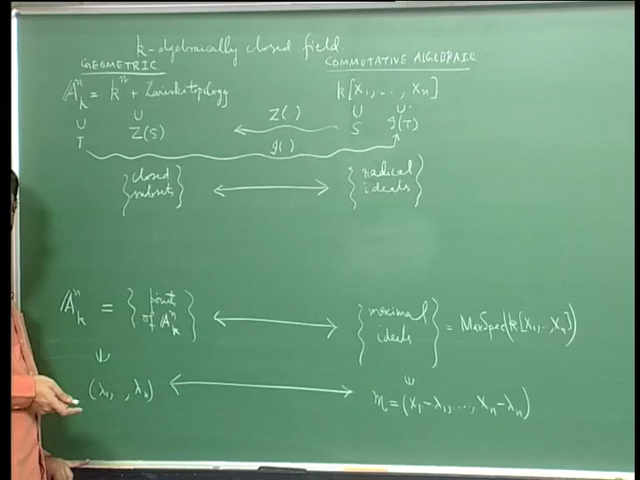 k-algebraically closed field.
GEOMETRIC
COMMUTATIVE ALGEBRAIC
𝔸ⁿₖ = kⁿ + Zariski topology
k[X₁, ..., Xₙ]
∪ ∪ ∪ ∪
T Z(S) ← Z( ) S 𝓘(T)
𝓘( )
{closed subsets} ↔ {radical ideals}
𝔸ⁿₖ = {points of 𝔸ⁿₖ} ↔ {maximal ideals} = MaxSpec(k[X₁, .., Xₙ])
(λ₁, .., λₙ) ↔ m = (X₁-λ₁, ..., Xₙ-λₙ)